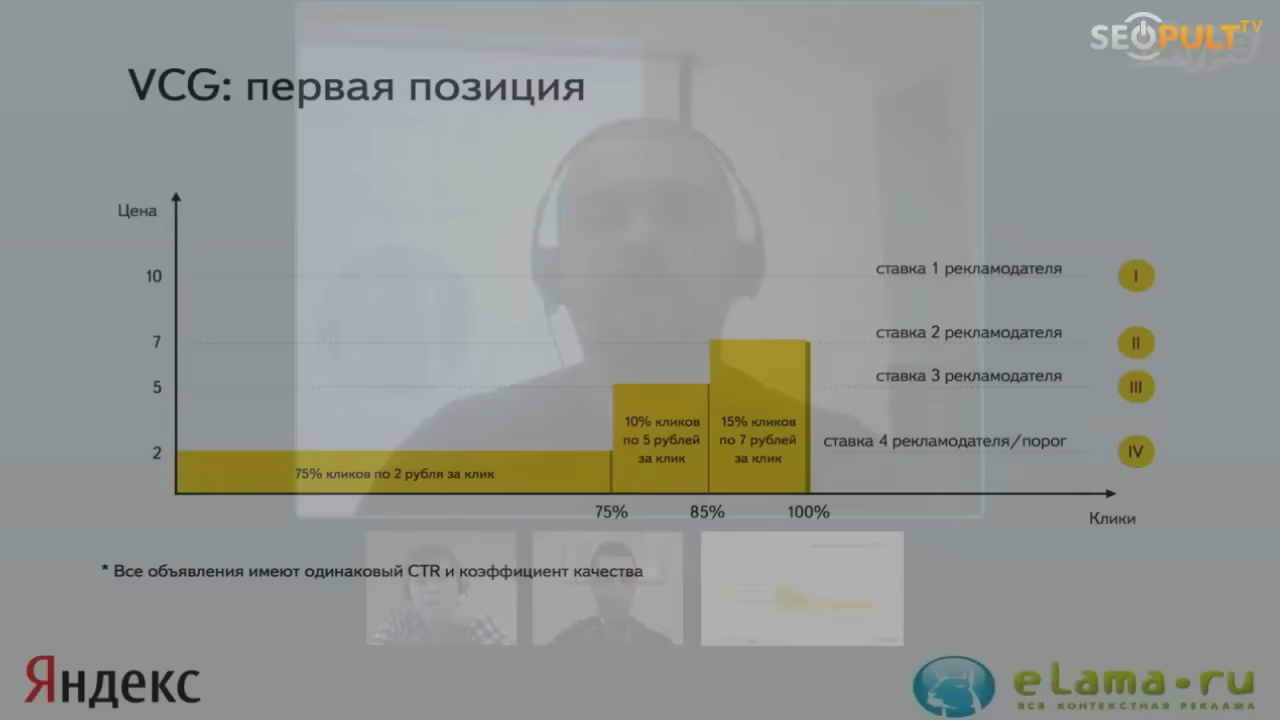 SEOPULT TV
VCG: первая позиция
Цена
10
7
5
2
ставка 1 рекламодателя
I
ставка 2 рекламодателя
II
ставка 3 рекламодателя
III
ставка 4 рекламодателя/порог
IV
10% кликов
по 5 рублей
за клик
15% кликов
по 7 рублей
за клик
75% кликов по 2 рубля за клик
75%
85%
100%
Клики
* Все объявления имеют одинаковый CTR и коэффициент качества
Яндекс
eLama.ru
ВСЯ КОНТЕКСТНАЯ РЕКЛАМА